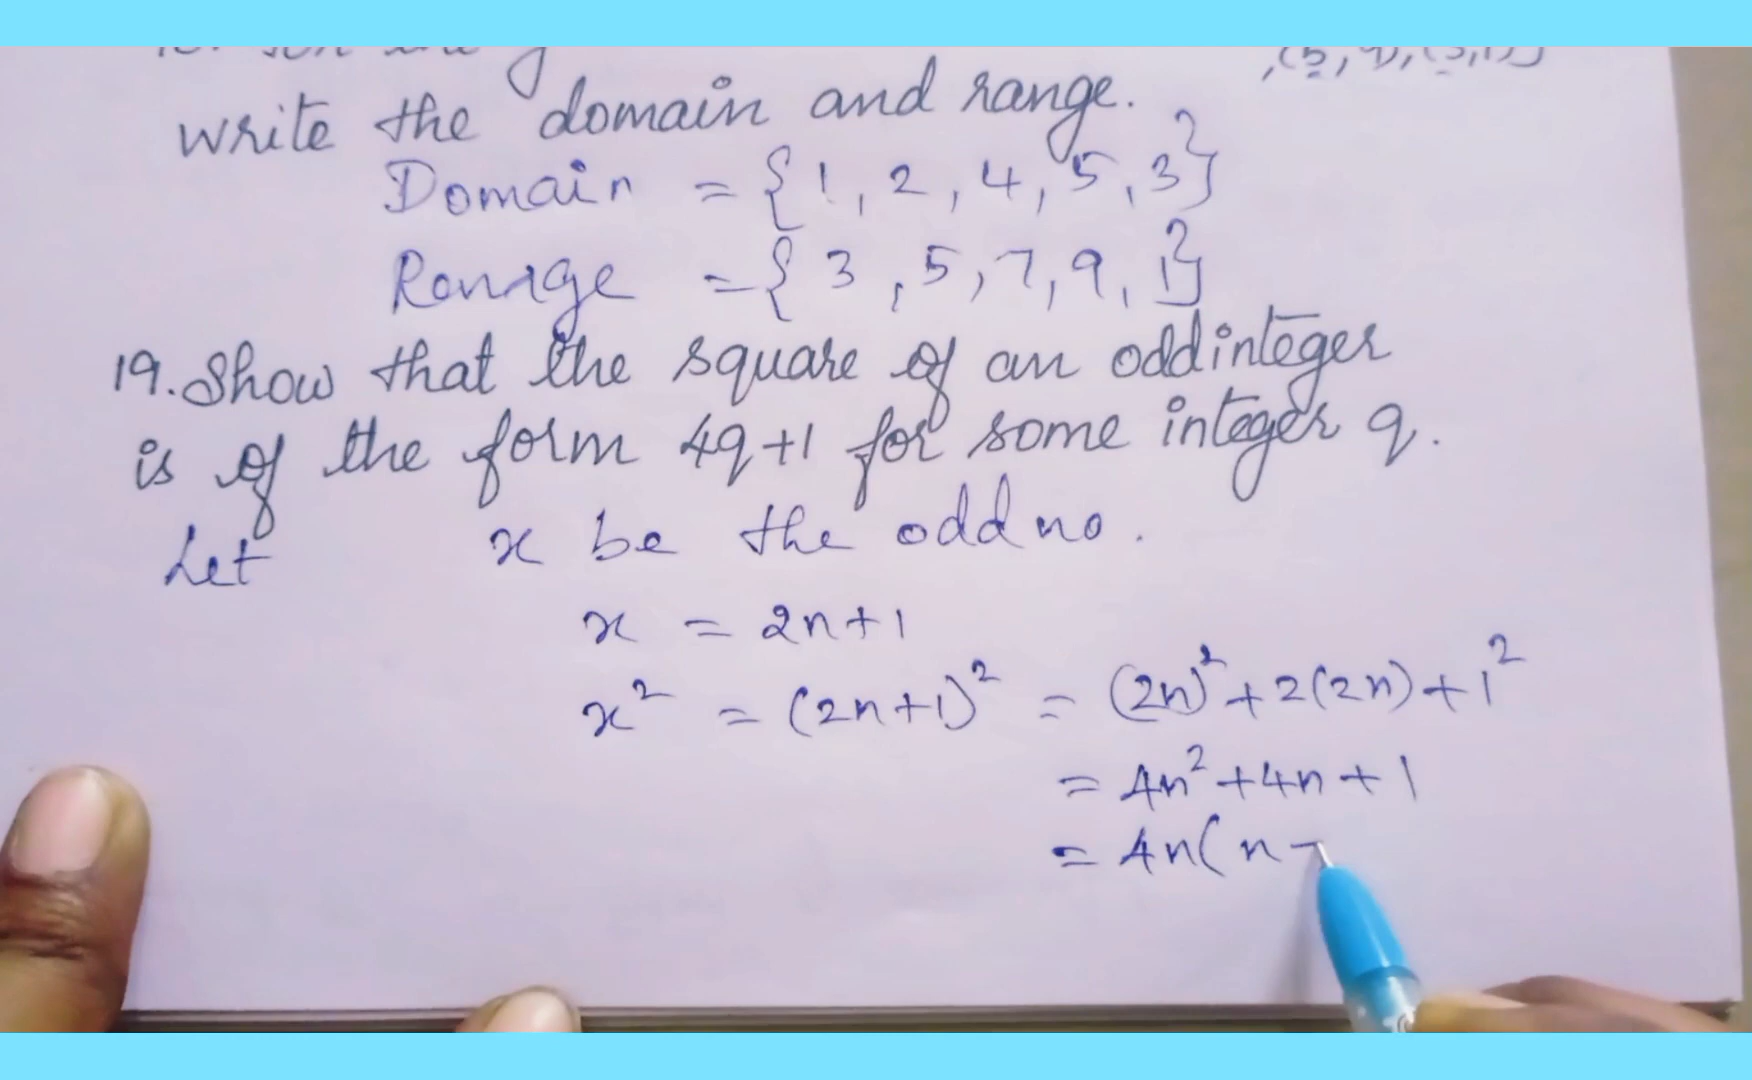 write the domain and range.
Domain = {1, 2, 4, 5, 3}
= {3, 5, 7, 9, 1}
19. Show that the square of an odd integer
is of the form 4q+1 for some integer q.
Let x be the odd no.
x = 2n+1
x² = (2n+1)² = (2n)² + 2(2n) + 1²
= 4n² + 4n + 1
= 4n(n